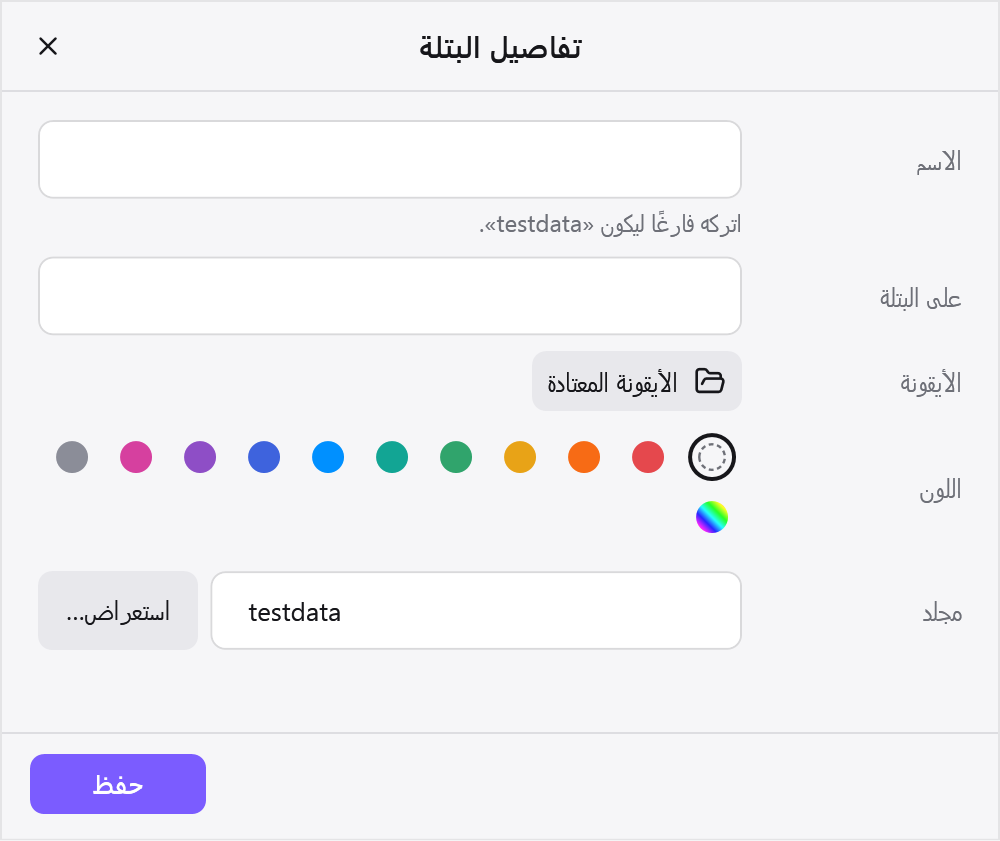 تفاصيل البتلة
الاسم
اتركه فارغًا ليكون «testdata».
على البتلة
الأيقونة
الأيقونة المعتادة
اللون
مجلد
testdata
استعراض...
حفظ